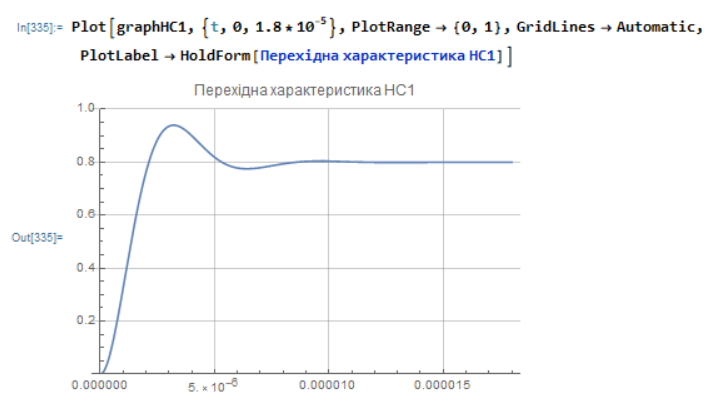 In[335]:= Plot[graphHC1, {t, 0, 1.8*10⁻⁵}, PlotRange → {0, 1}, GridLines → Automatic,
PlotLabel → HoldForm[Перехідна характеристика НС1]]
Перехідна характеристика НС1
1.0
0.8
Out[335]=
0.6
0.4
0.2
0.000000 5.×10⁻⁶ 0.000010 0.000015